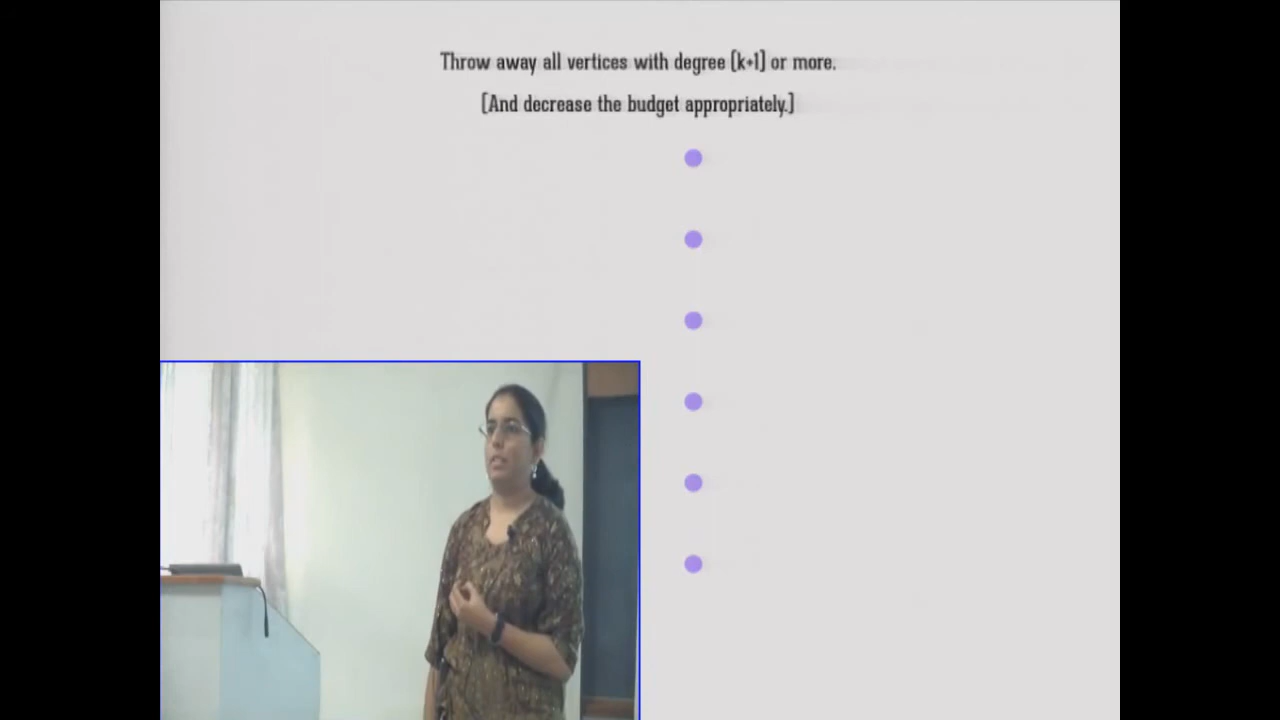 Throw away all vertices with degree [k+1] or more.
[And decrease the budget appropriately.]